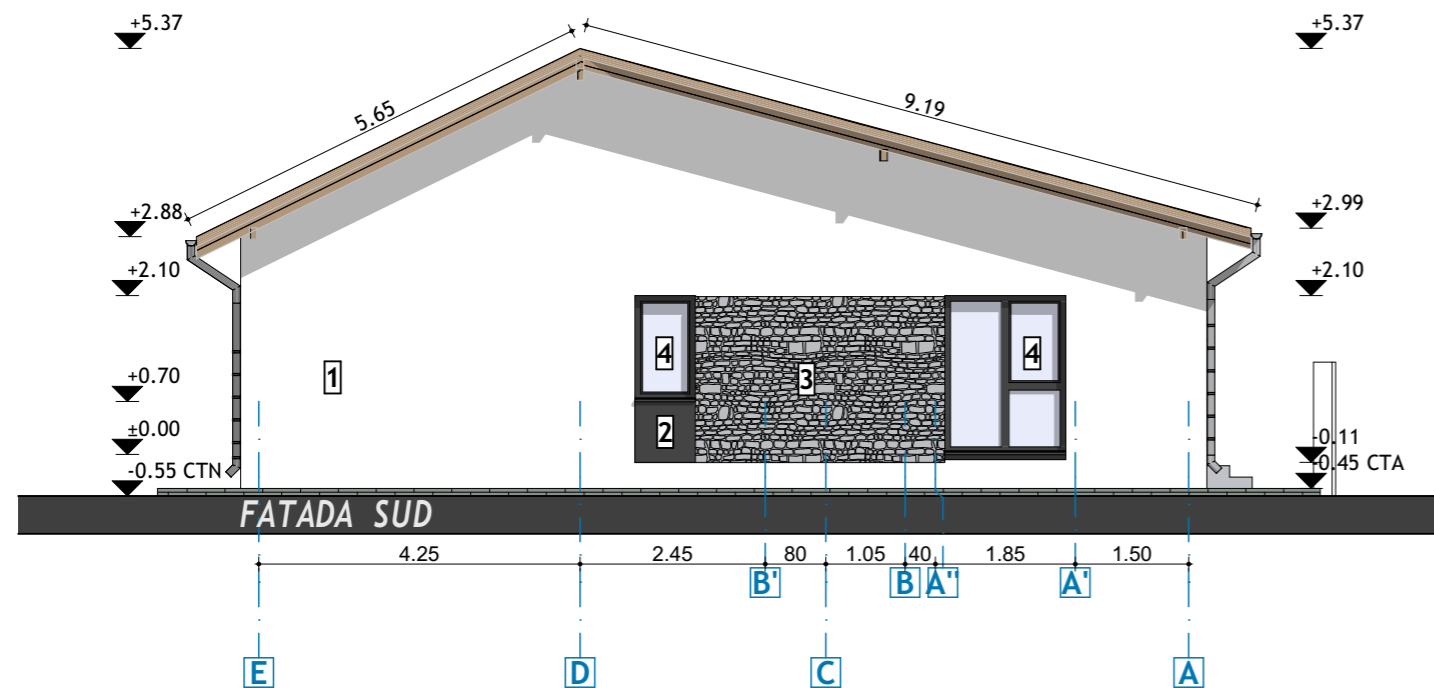 +5.37
+5.37
5.65
9.19
+2.88
+2.99
+2.10
+2.10
4
4
1
3
+0.70
2
±0.00
-0.11
-0.55 CTN
-0.45 CTA
FATADA SUD
4.25
2.45
80
1.05
40
1.85
1.50
B'
B
A''
A'
E
D
C
A